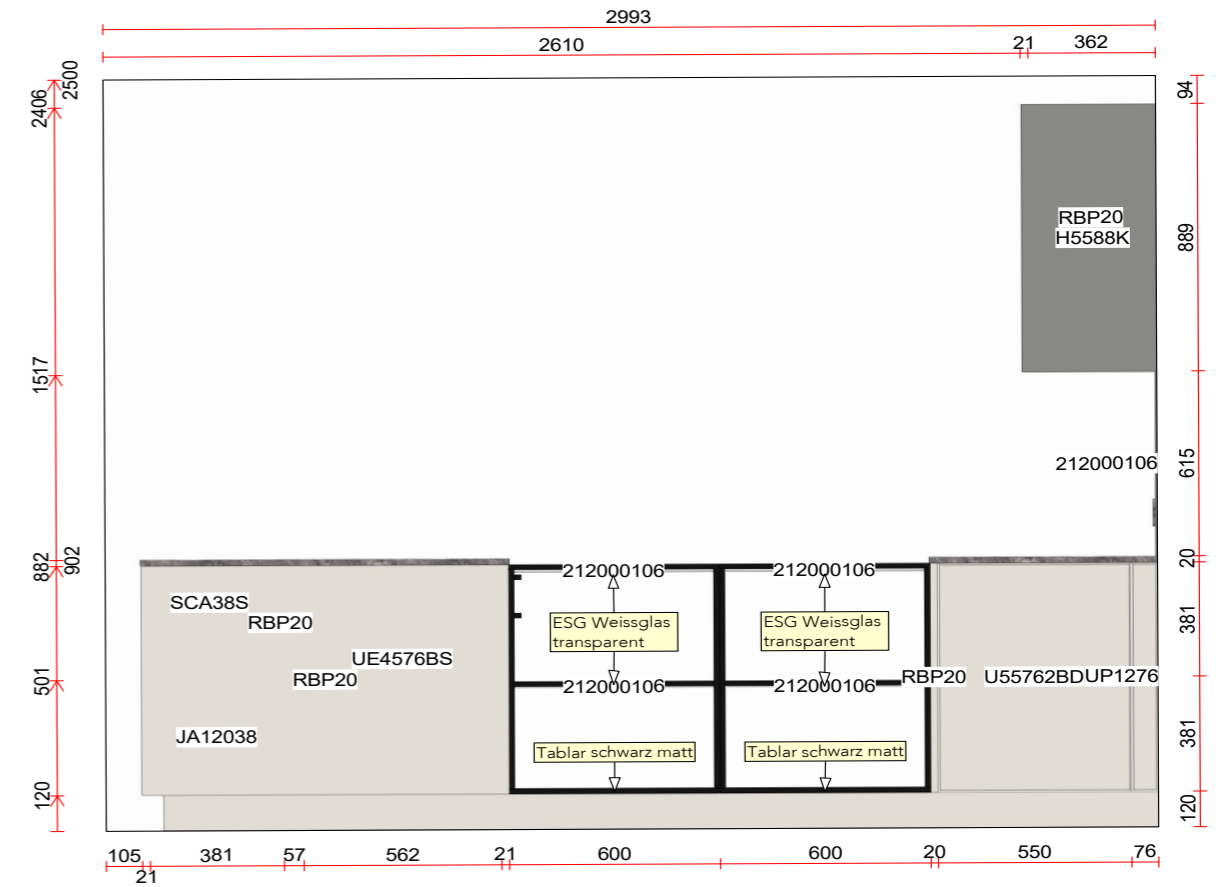 2993
2610
21
362
2500
2406
94
RBP20
H5588K
889
1517
212000106
615
882
902
20
212000106
212000106
SCA38S
RBP20
ESG Weissglas
transparent
ESG Weissglas
transparent
381
UE4576BS
RBP20
501
212000106
212000106
RBP20
U55762BDUP1276
JA12038
Tablar schwarz matt
Tablar schwarz matt
381
120
120
105
21
381
57
562
21
600
600
20
550
76